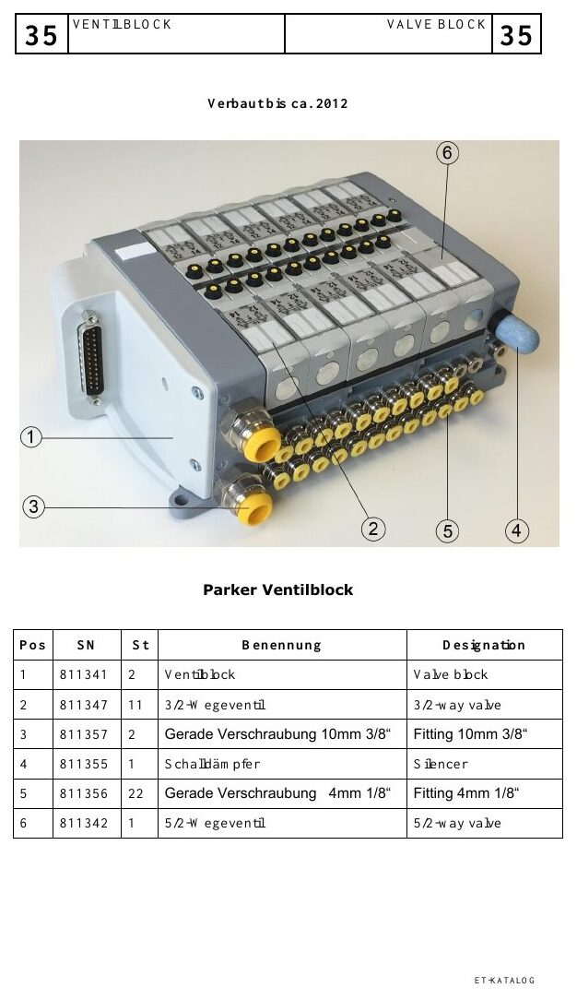 35 VENTILBLOCK VALVE BLOCK 35
Verbaut bis ca. 2012
6
1
3
2
5
4
Parker Ventilblock
Pos SN St Benennung Designation
1 811341 2 Ventilblock Valve block
2 811347 11 3/2-Wegeventil 3/2-way valve
3 811357 2 Gerade Verschraubung 10mm 3/8“ Fitting 10mm 3/8“
4 811355 1 Schalldämpfer Silencer
5 811356 22 Gerade Verschraubung 4mm 1/8“ Fitting 4mm 1/8“
6 811342 1 5/2-Wegeventil 5/2-way valve
ET-KATALOG